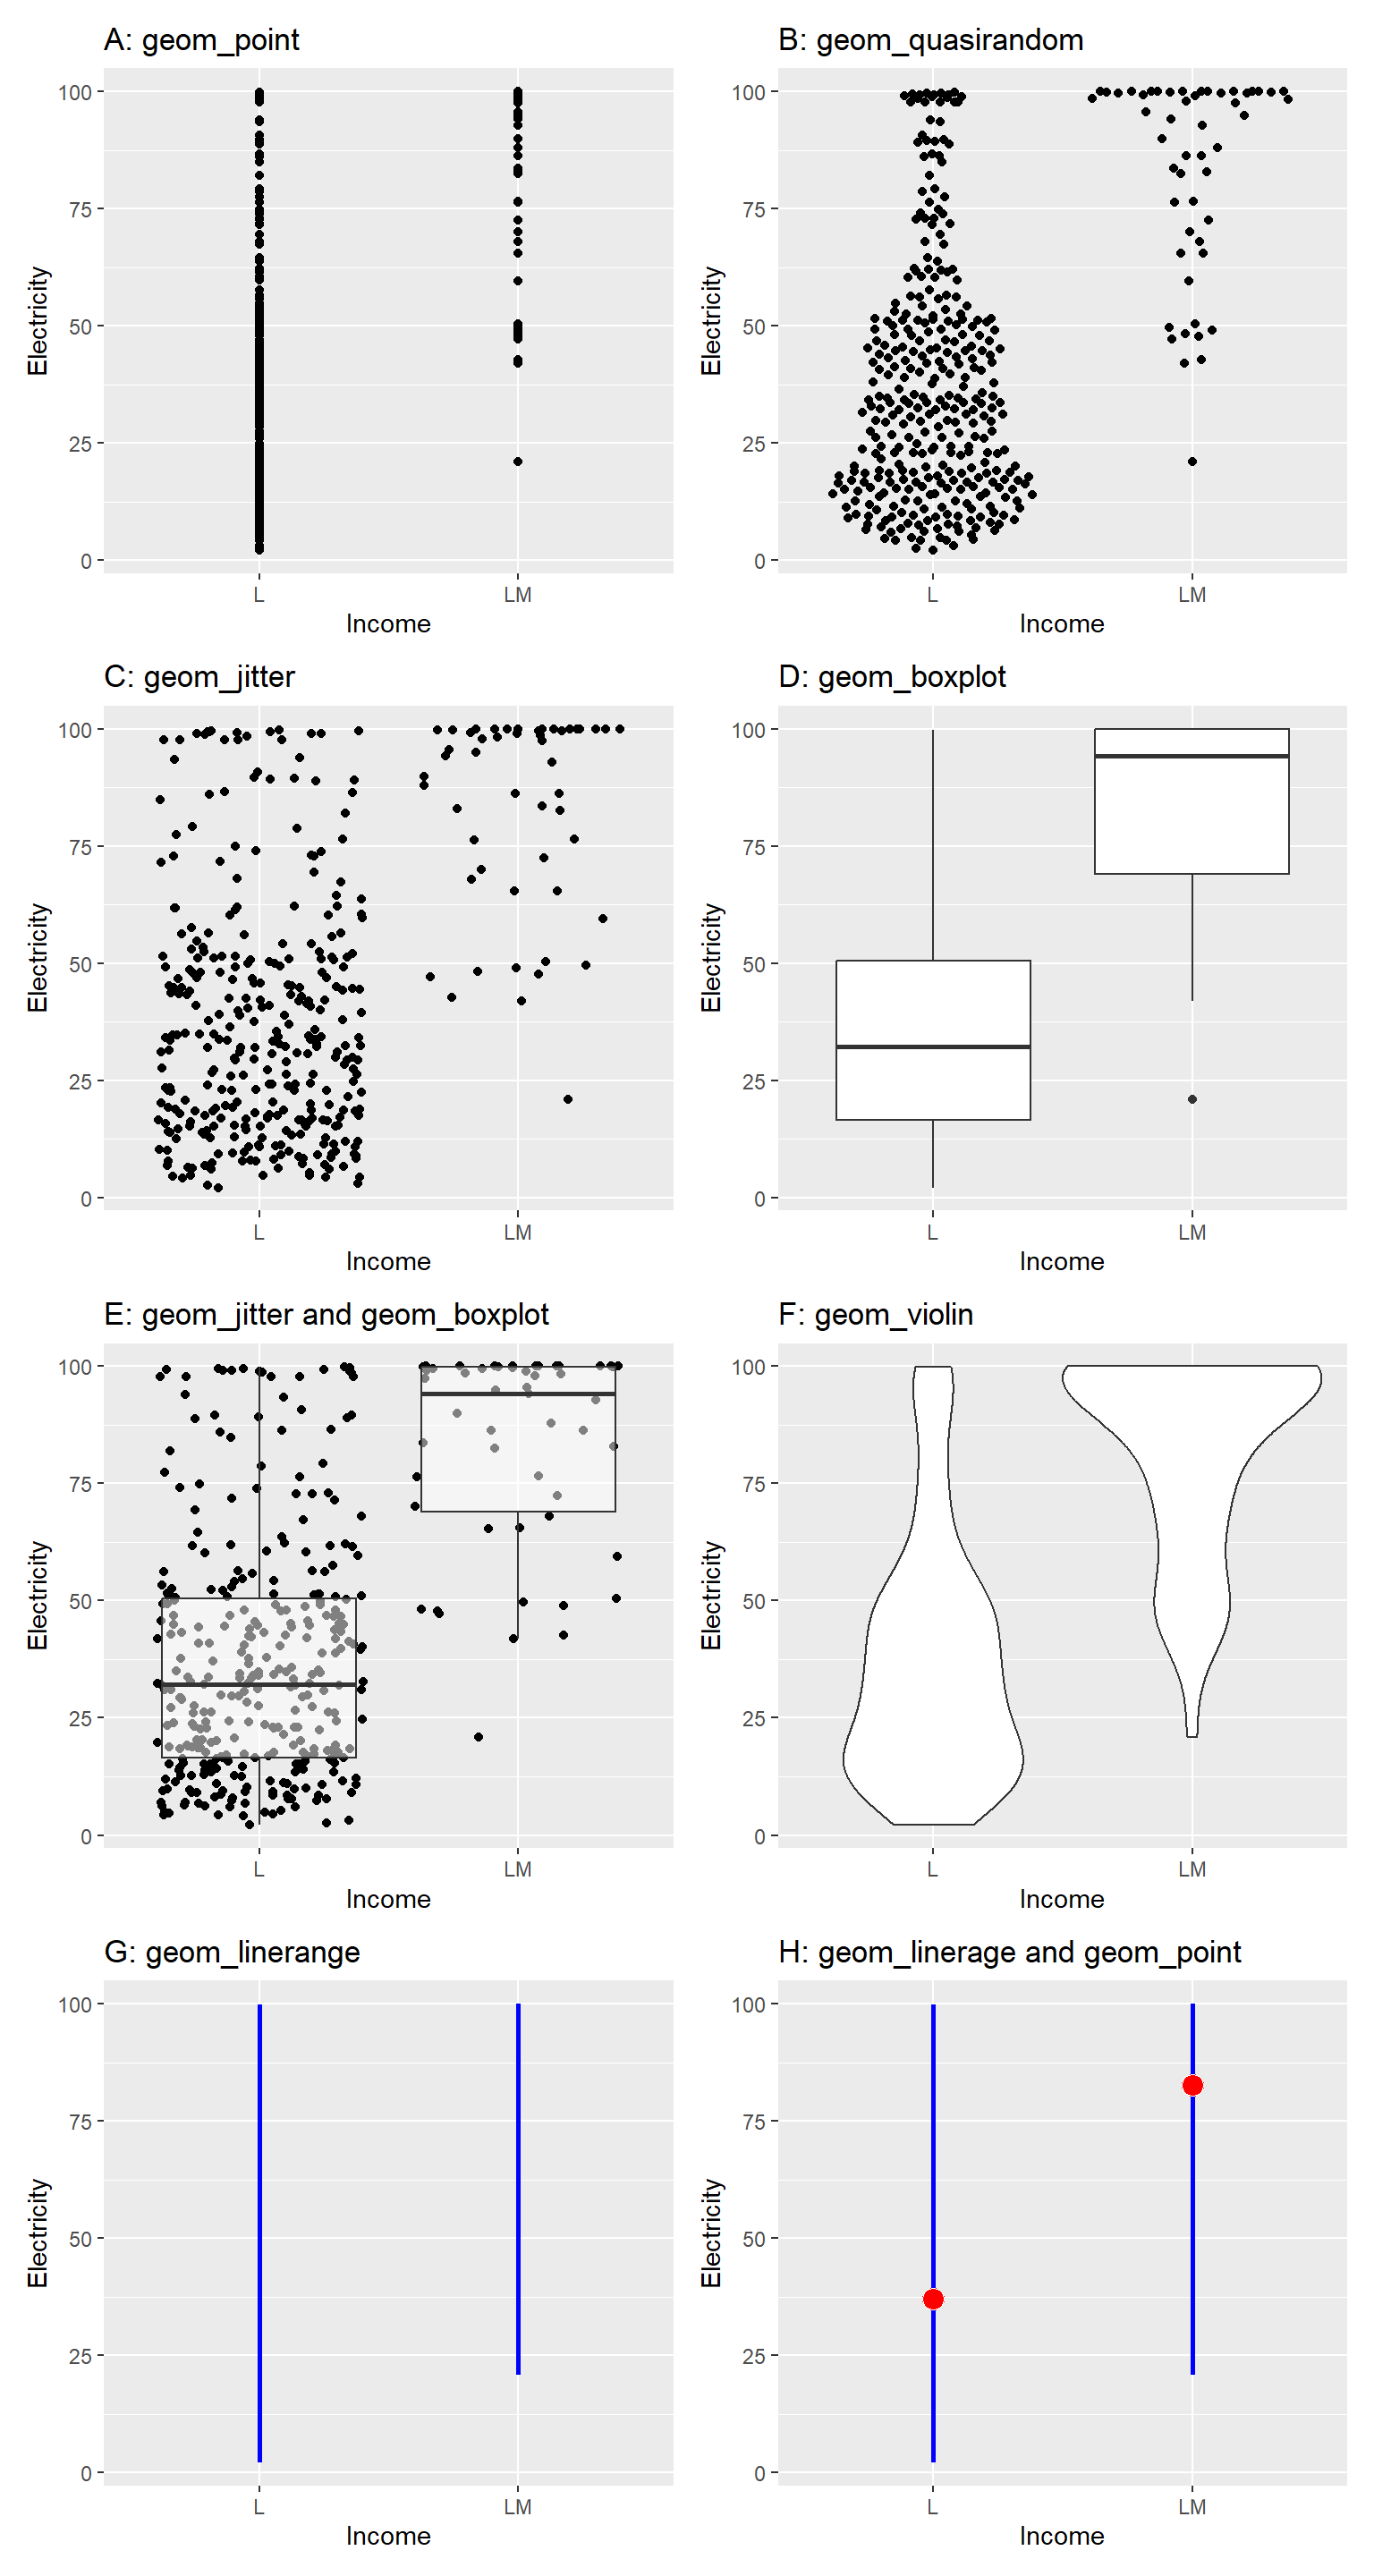 A: geom_point
100
75
50
25
0
Electricity
L
LM
Income
B: geom_quasirandom
100
75
50
25
0
Electricity
L
LM
Income
C: geom_jitter
100
75
50
25
0
Electricity
L
LM
Income
D: geom_boxplot
100
75
50
25
0
Electricity
L
LM
Income
E: geom_jitter and geom_boxplot
100
75
50
25
0
Electricity
L
LM
Income
F: geom_violin
100
75
50
25
0
Electricity
L
LM
Income
G: geom_linerange
100
75
50
25
0
Electricity
L
LM
Income
H: geom_linerage and geom_point
100
75
50
25
0
Electricity
L
LM
Income